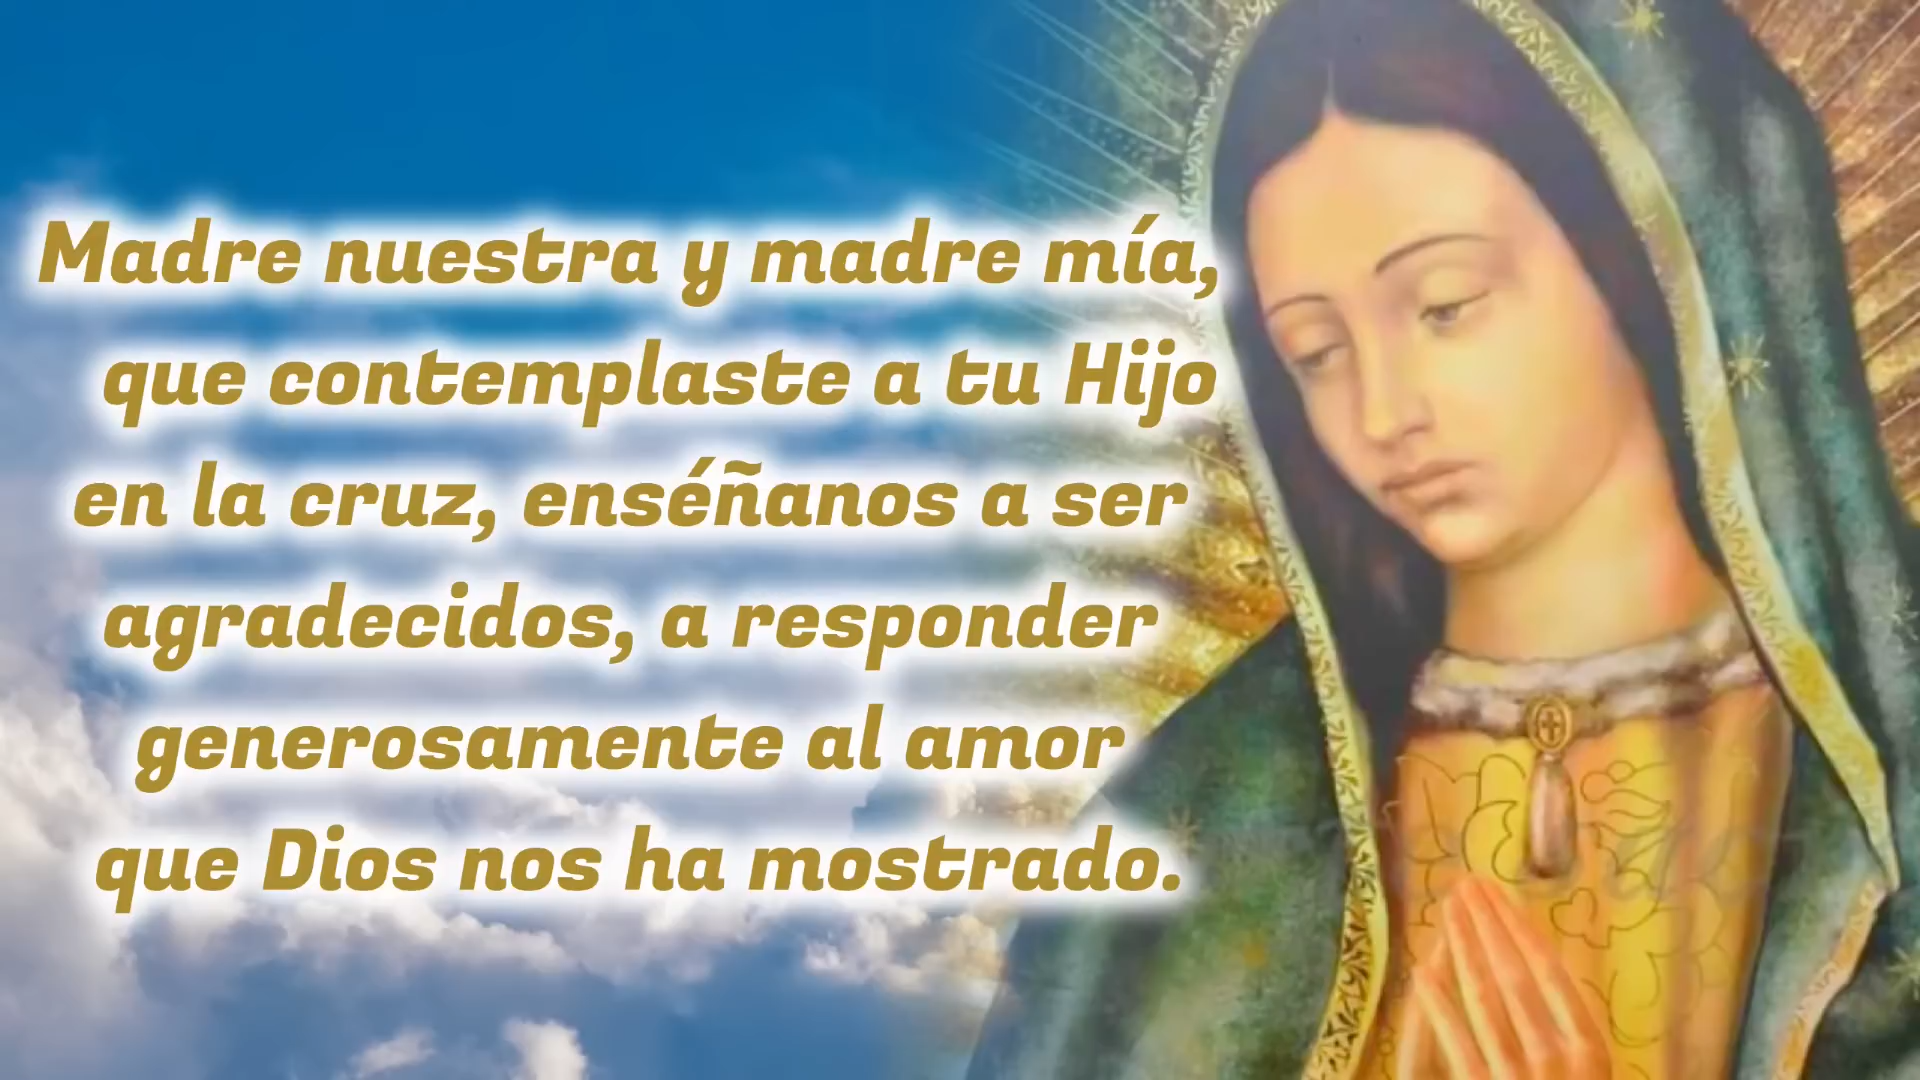 Madre nuestra y madre mía,
que contemplaste a tu Hijo
en la cruz, enséñanos a ser
agradecidos, a responder
generosamente al amor
que Dios nos ha mostrado.